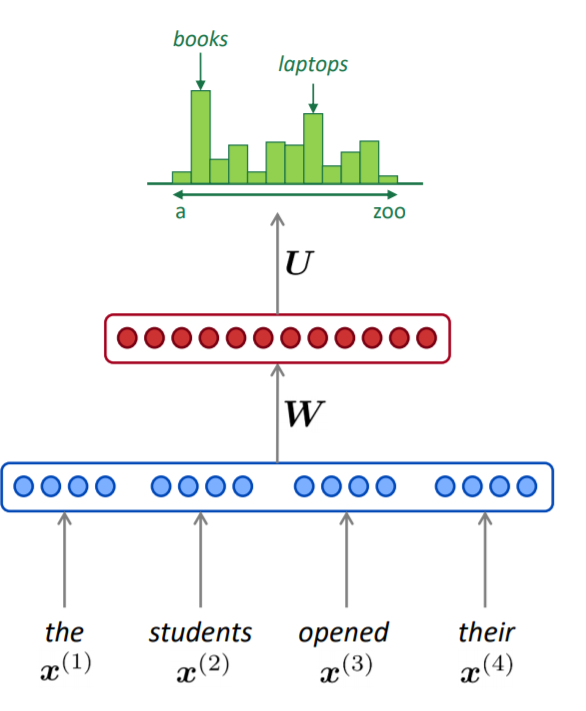 books
laptops
a zoo
U
W
the students opened their
x^(1) x^(2) x^(3) x^(4)